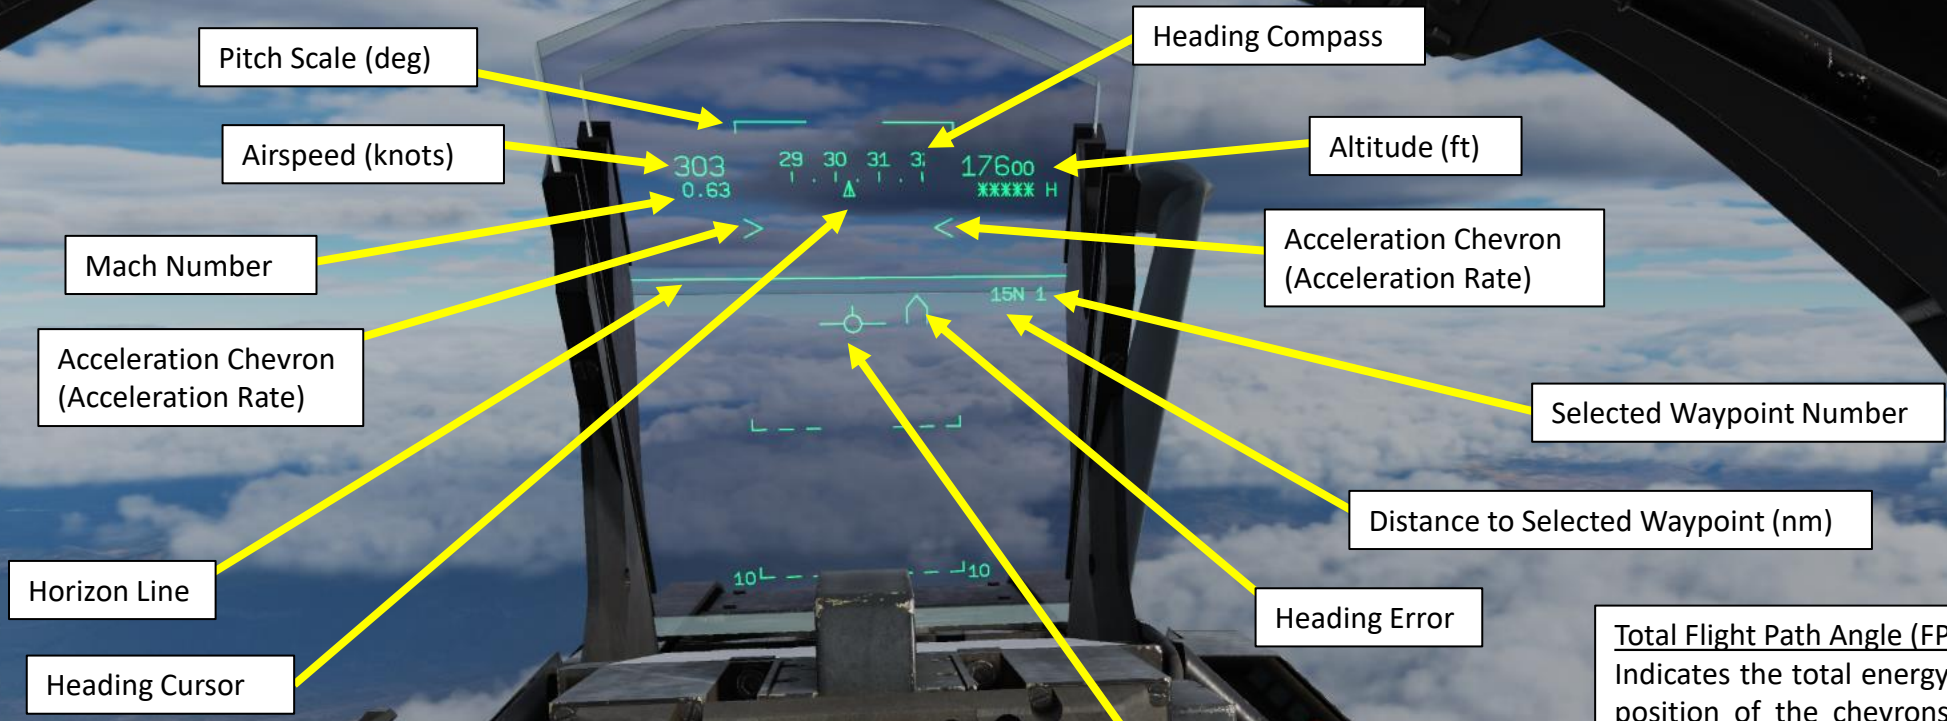 Heading Compass
Pitch Scale (deg)
Altitude (ft)
Airspeed (knots)
29 30 31
303
17600
0.63
***** H
Mach Number
Acceleration Chevron
(Acceleration Rate)
15N 1
Acceleration Chevron
(Acceleration Rate)
Selected Waypoint Number
Distance to Selected Waypoint (nm)
10 10
Horizon Line
Heading Error
Heading Cursor
Total Flight Path Angle (FP
Indicates the total energy
position of the chevrons